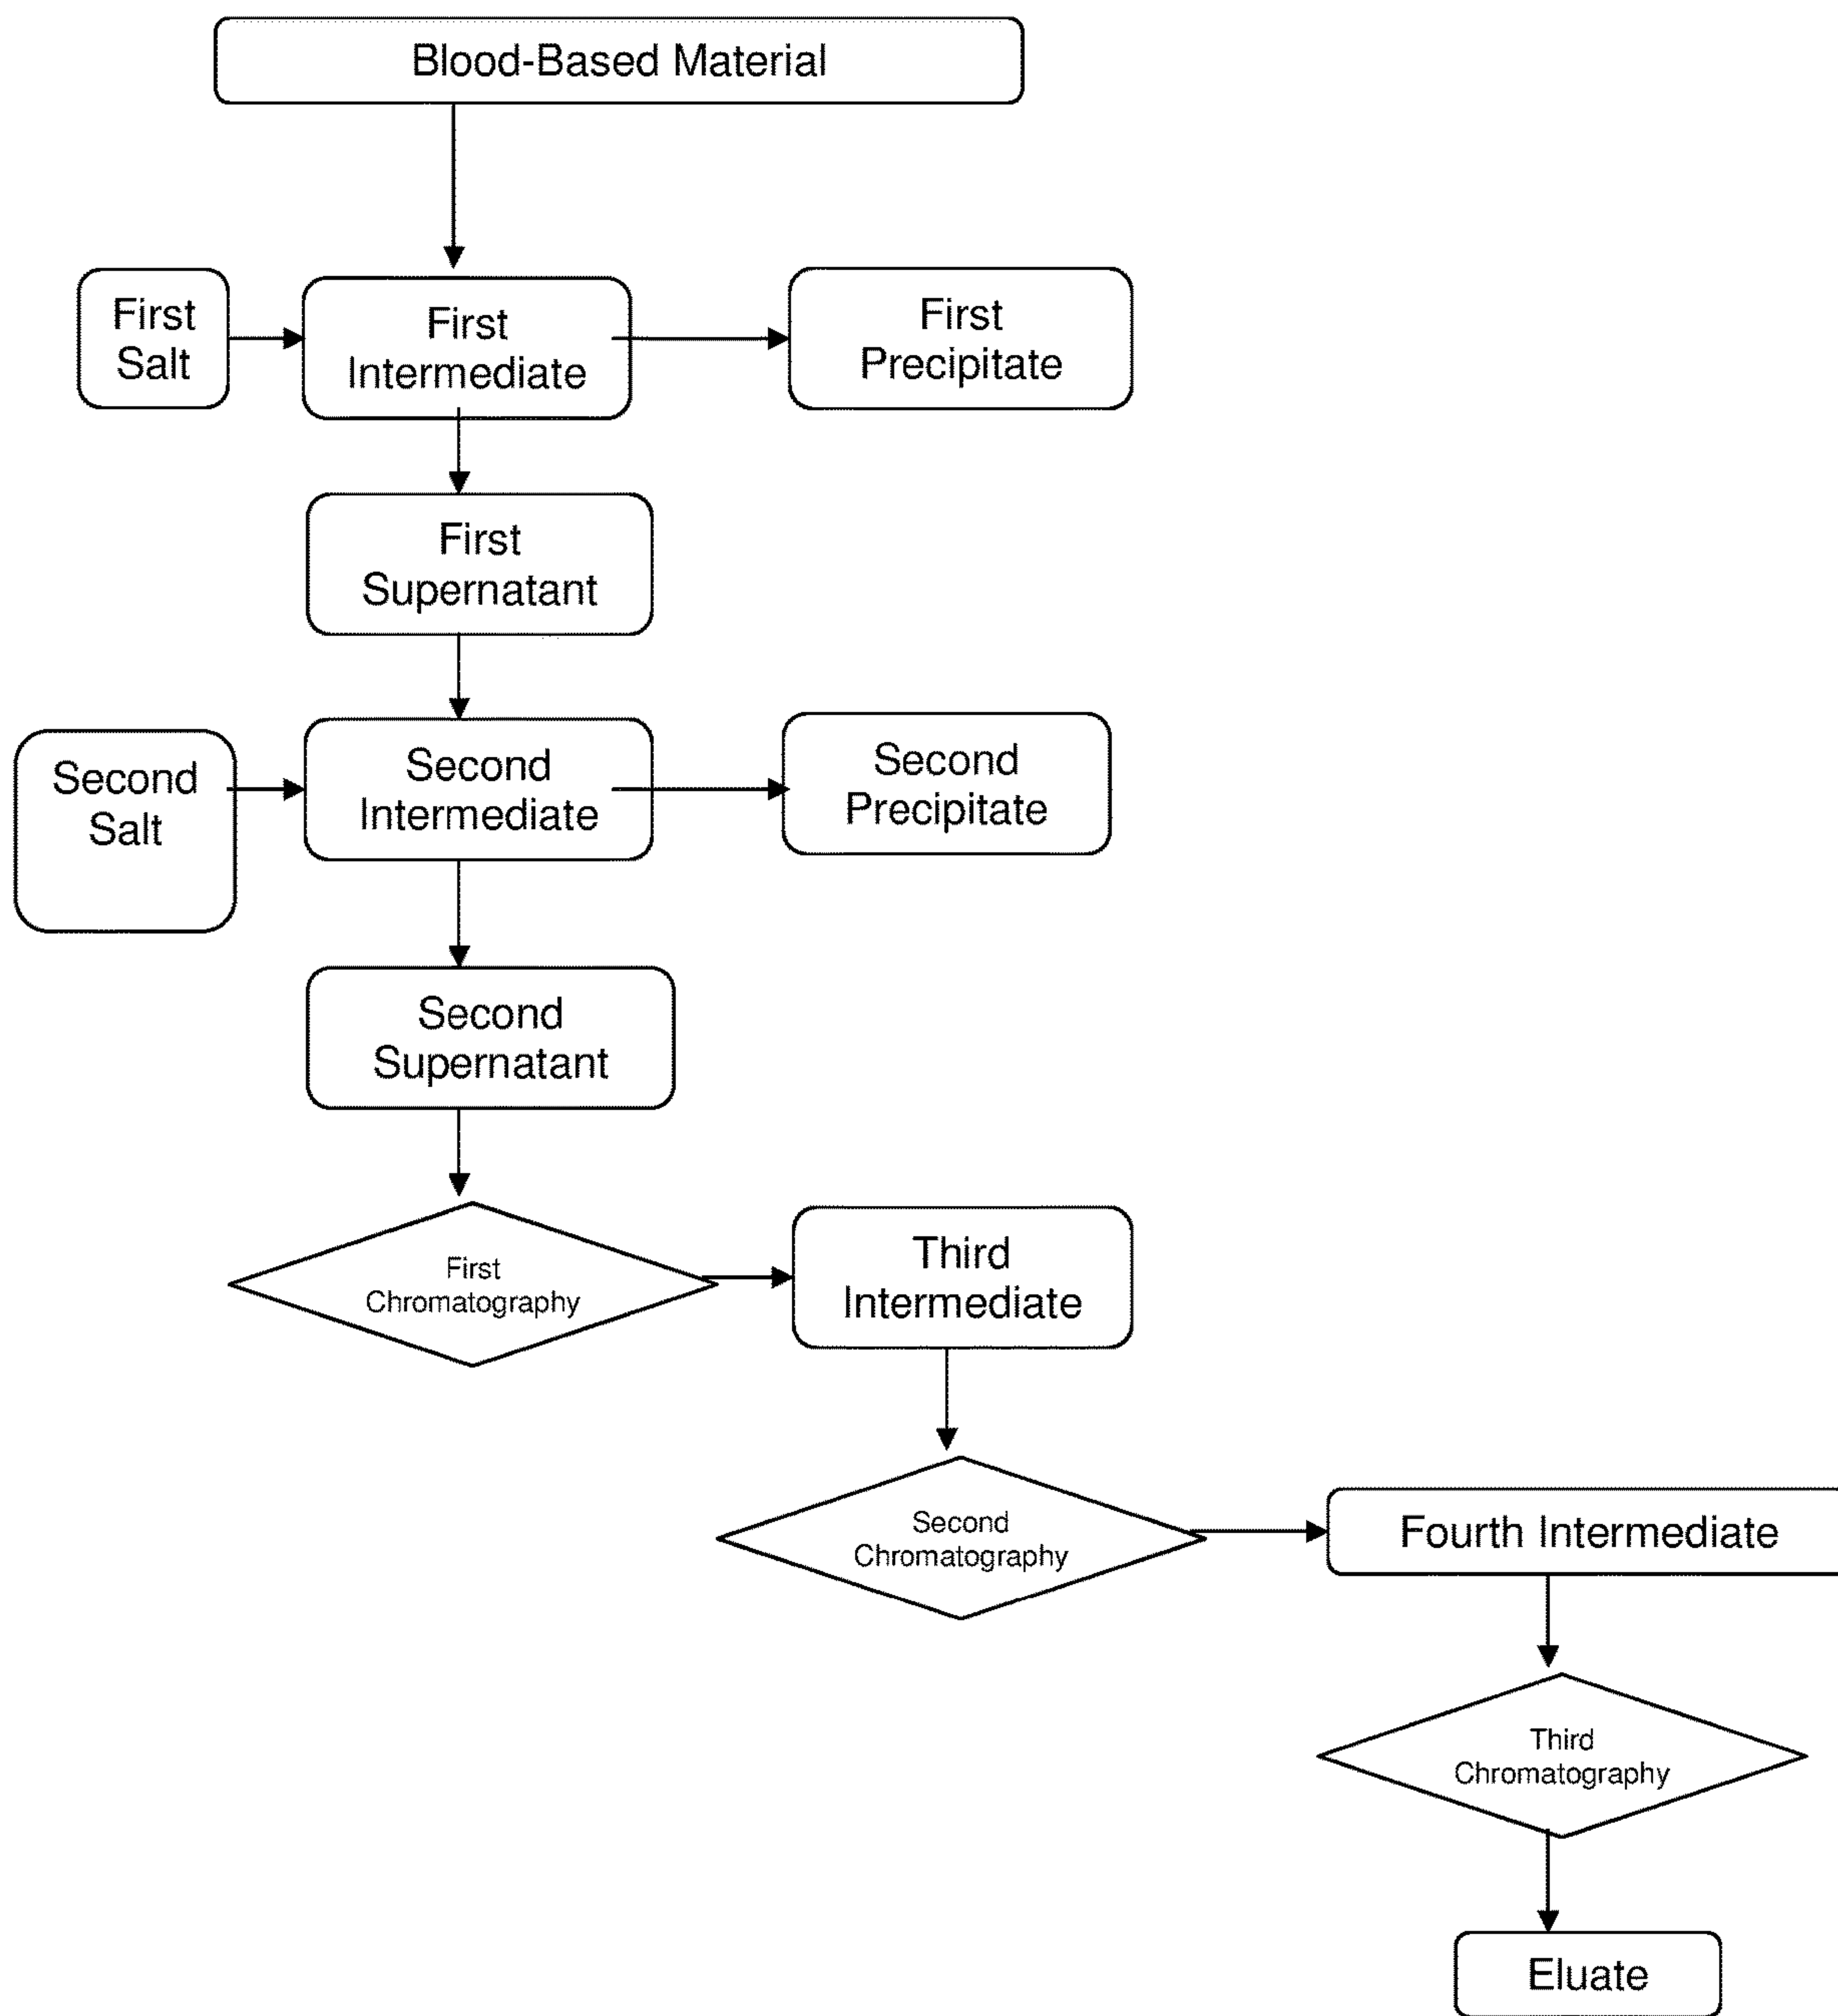 Blood-Based Material
First
Salt
First
Intermediate
First
Precipitate
First
Supernatant
Second
Salt
Second
Intermediate
Second
Precipitate
Second
Supernatant
First
Chromatography
Third
Intermediate
Second
Chromatography
Fourth Intermediate
Third
Chromatography
Eluate